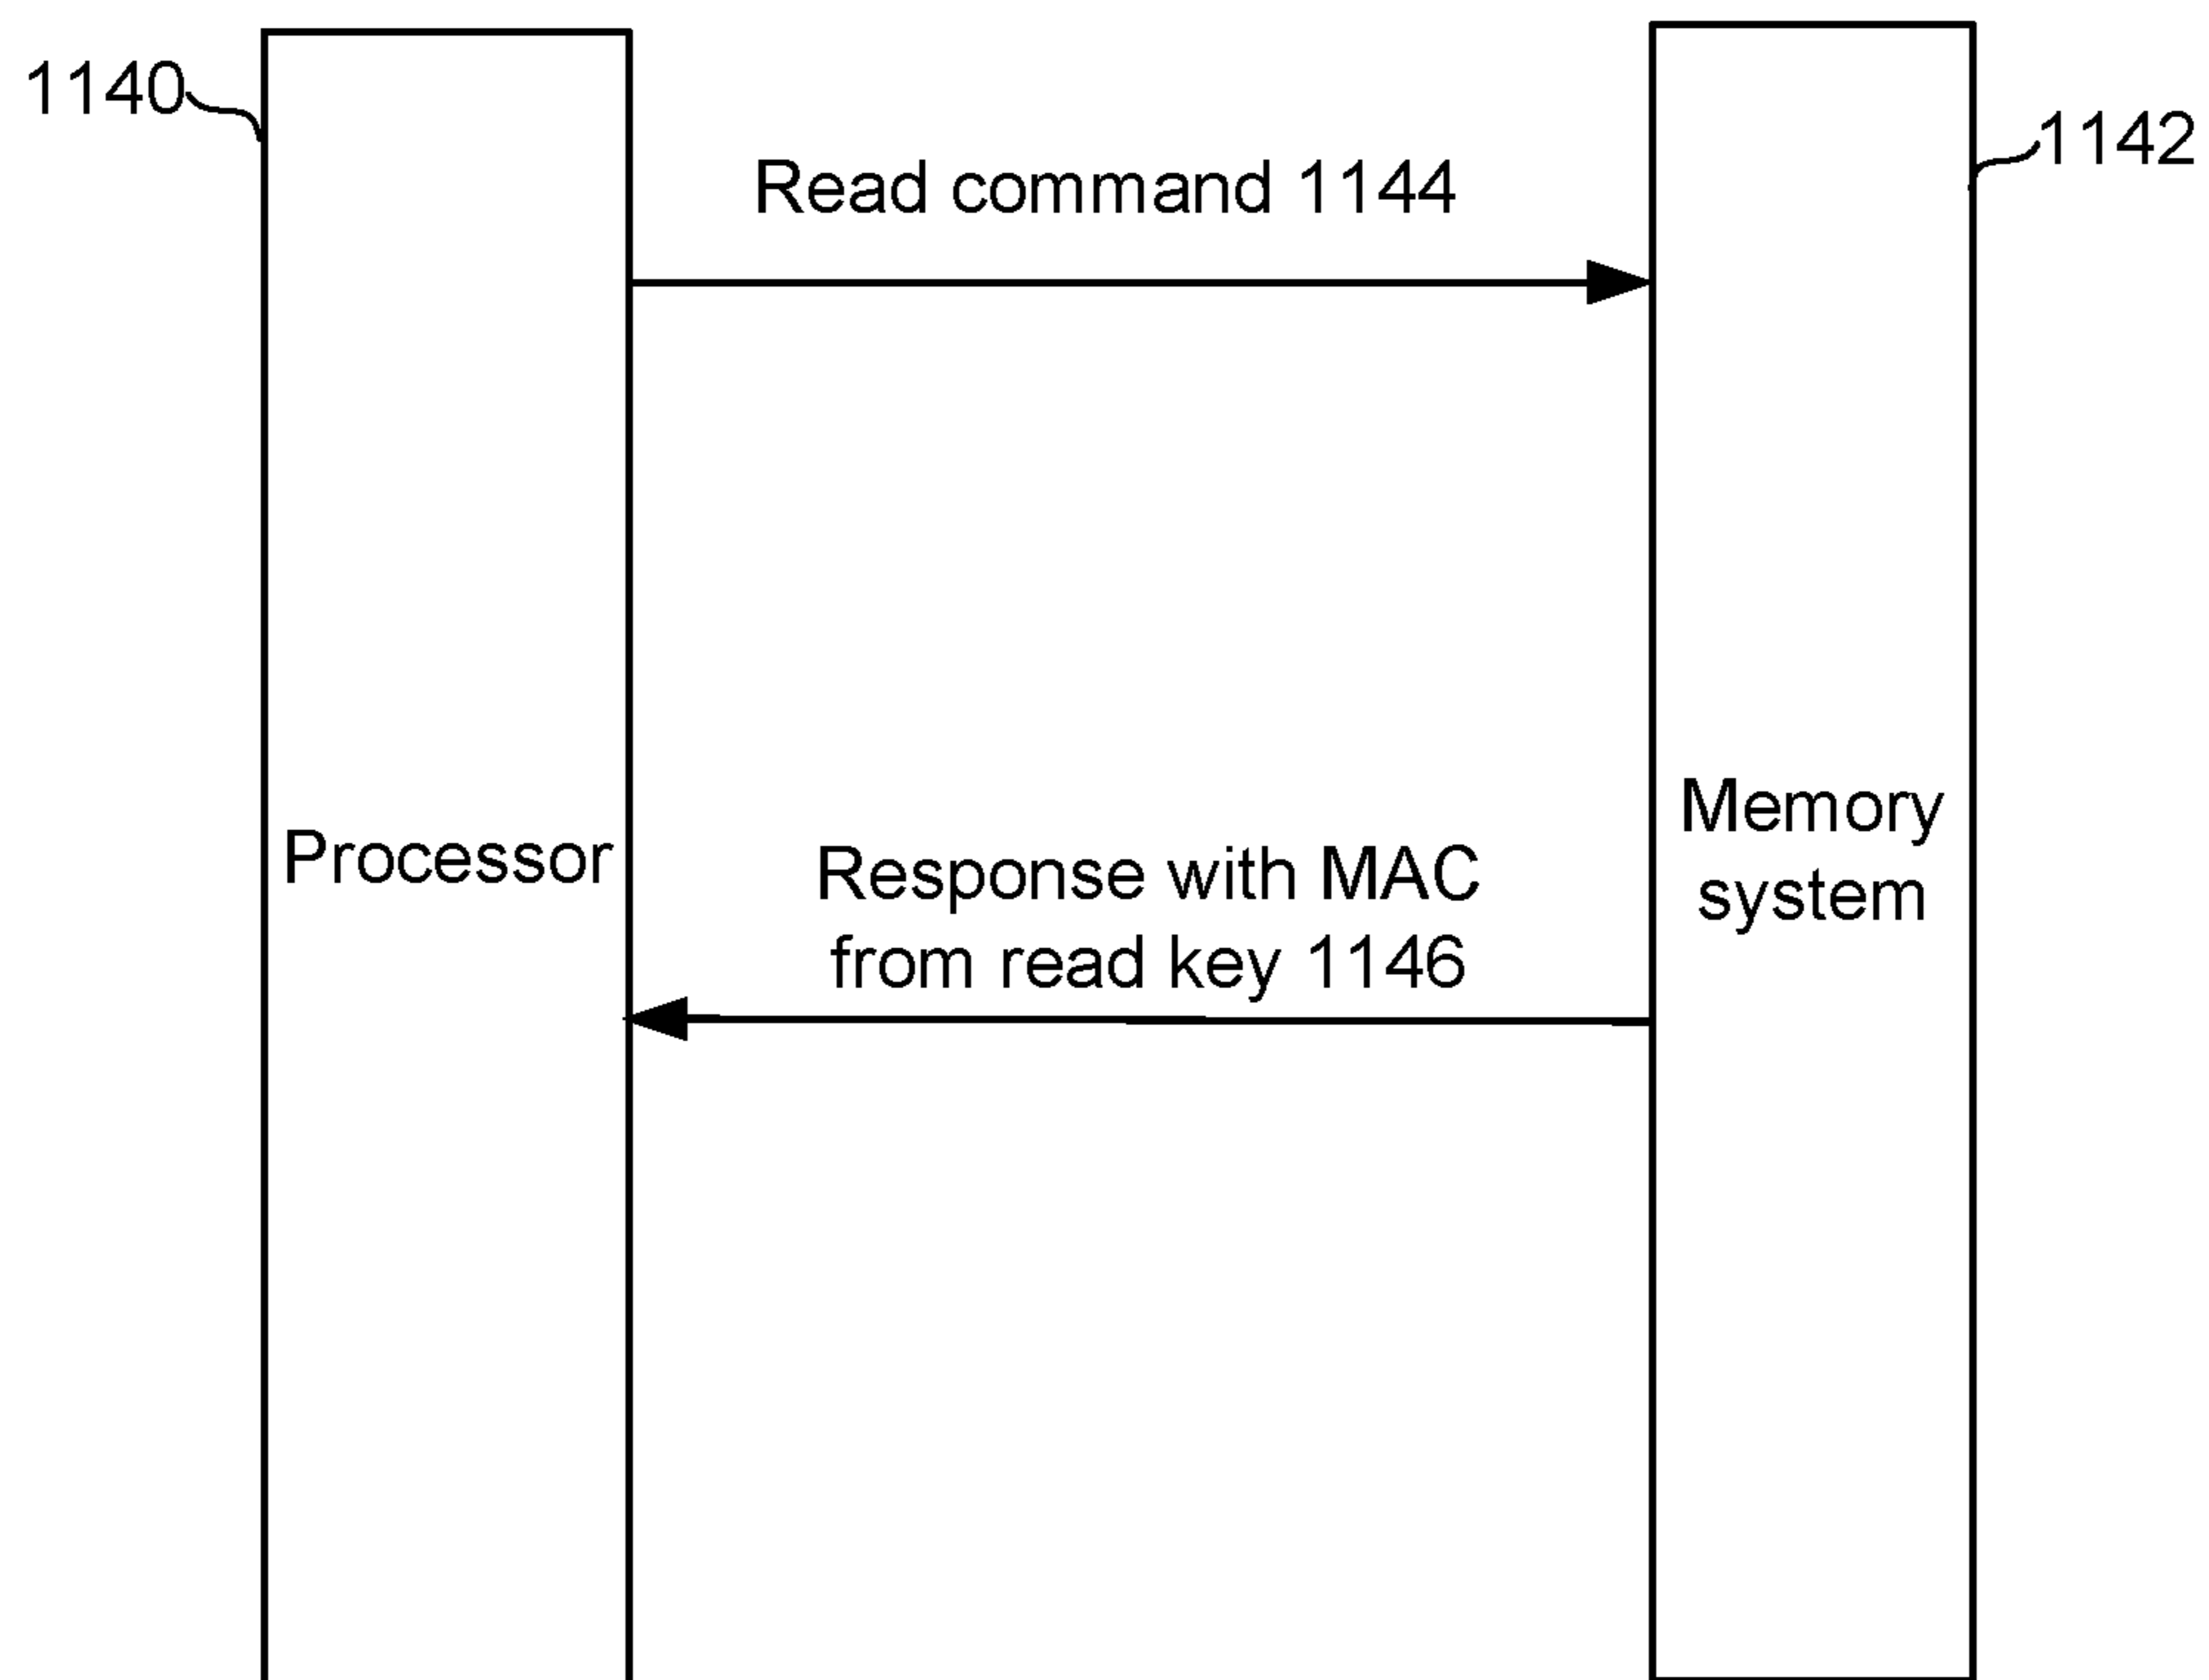 1140
1142
Read command 1144
Processor
Response with MAC
from read key 1146
Memory
system